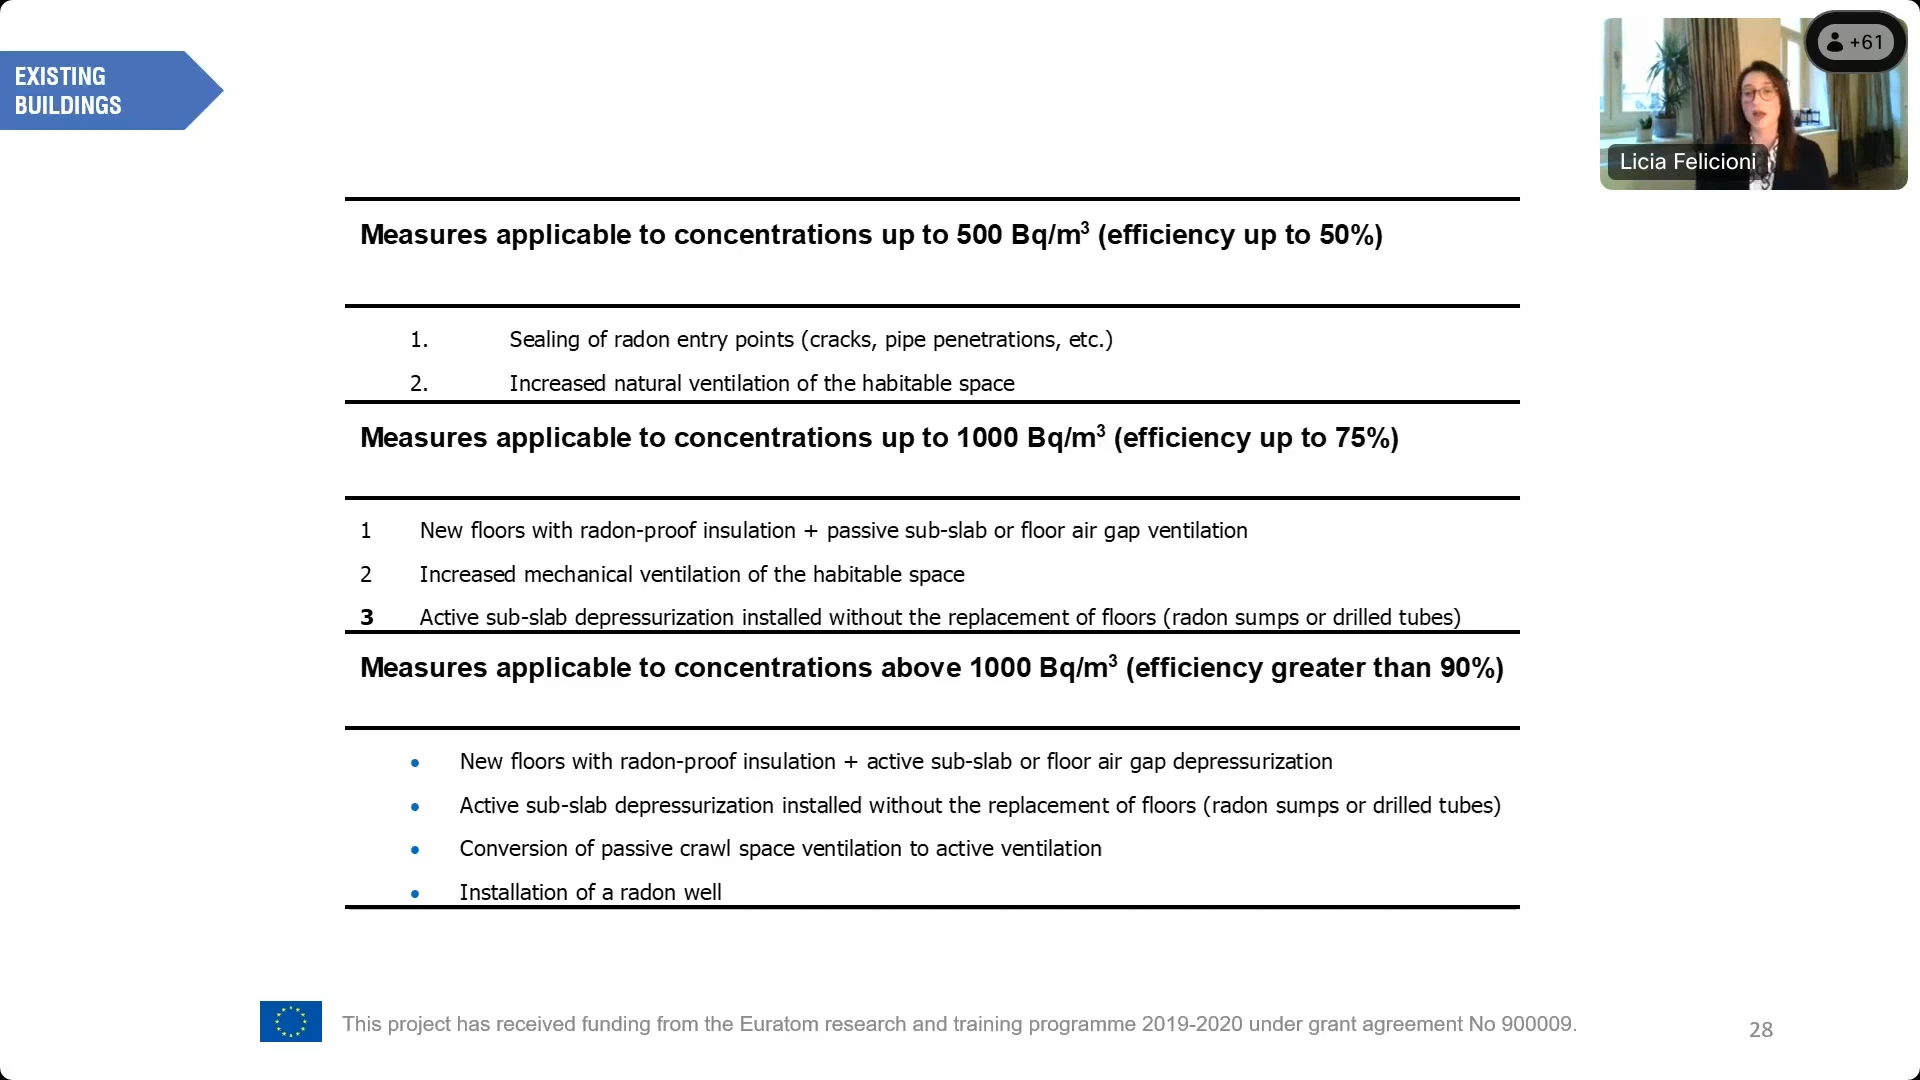 EXISTING
BUILDINGS
+61
Licia Felicioni
Measures applicable to concentrations up to 500 Bq/m³ (efficiency up to 50%)
1. Sealing of radon entry points (cracks, pipe penetrations, etc.)
2. Increased natural ventilation of the habitable space
Measures applicable to concentrations up to 1000 Bq/m³ (efficiency up to 75%)
1 New floors with radon-proof insulation + passive sub-slab or floor air gap ventilation
2 Increased mechanical ventilation of the habitable space
3 Active sub-slab depressurization installed without the replacement of floors (radon sumps or drilled tubes)
Measures applicable to concentrations above 1000 Bq/m³ (efficiency greater than 90%)
• New floors with radon-proof insulation + active sub-slab or floor air gap depressurization
• Active sub-slab depressurization installed without the replacement of floors (radon sumps or drilled tubes)
• Conversion of passive crawl space ventilation to active ventilation
• Installation of a radon well
This project has received funding from the Euratom research and training programme 2019-2020 under grant agreement No 900009.
28